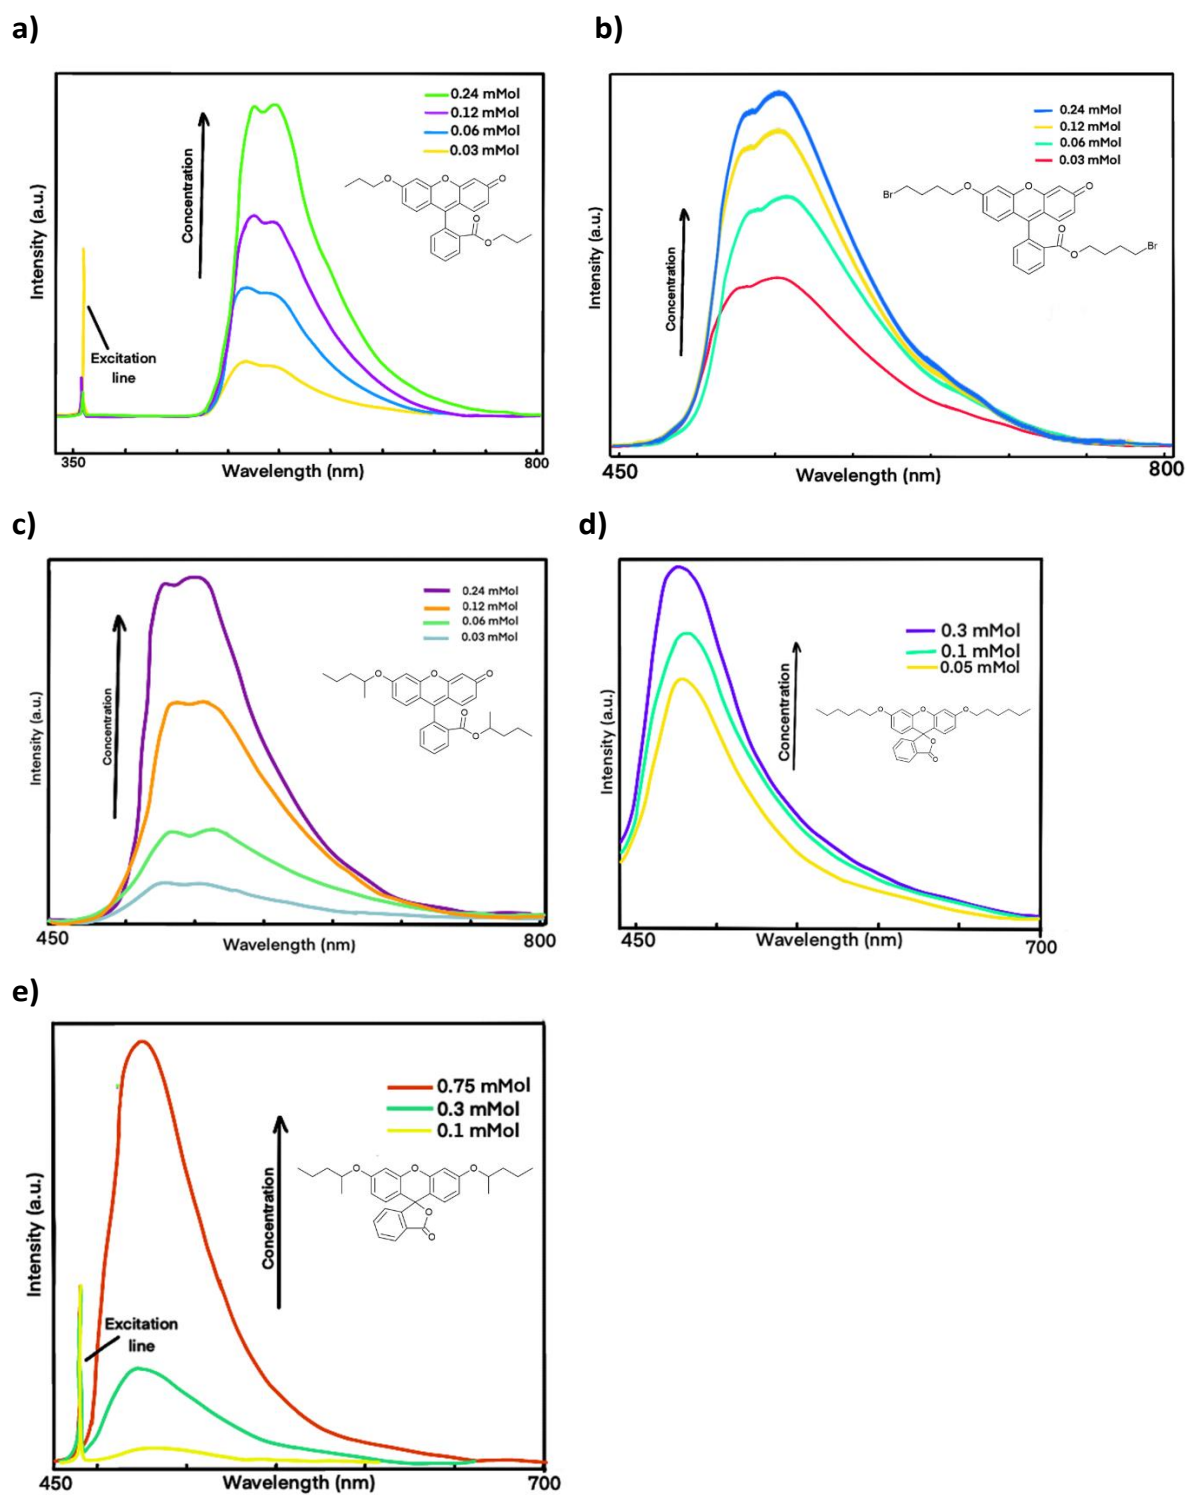 a)
0.24 mMol
0.12 mMol
0.06 mMol
0.03 mMol
Concentration
O
O
O
O
Intensity (a.u.)
Excitation
line
350
800
Wavelength (nm)
b)
0.24 mMol
0.12 mMol
0.06 mMol
0.03 mMol
Concentration
Br
O
O
O
O
O
Br
Intensity (a.u.)
450
800
Wavelength (nm)
c)
0.24 mMol
0.12 mMol
0.06 mMol
0.03 mMol
Concentration
O
O
O
O
O
Intensity (a.u.)
450
800
Wavelength (nm)
d)
0.3 mMol
0.1 mMol
0.05 mMol
Concentration
O
O
O
O
O
Intensity (a.u.)
450
700
Wavelength (nm)
e)
0.75 mMol
0.3 mMol
0.1 mMol
Concentration
O
O
O
O
O
Intensity (a.u.)
Excitation
line
450
700
Wavelength (nm)